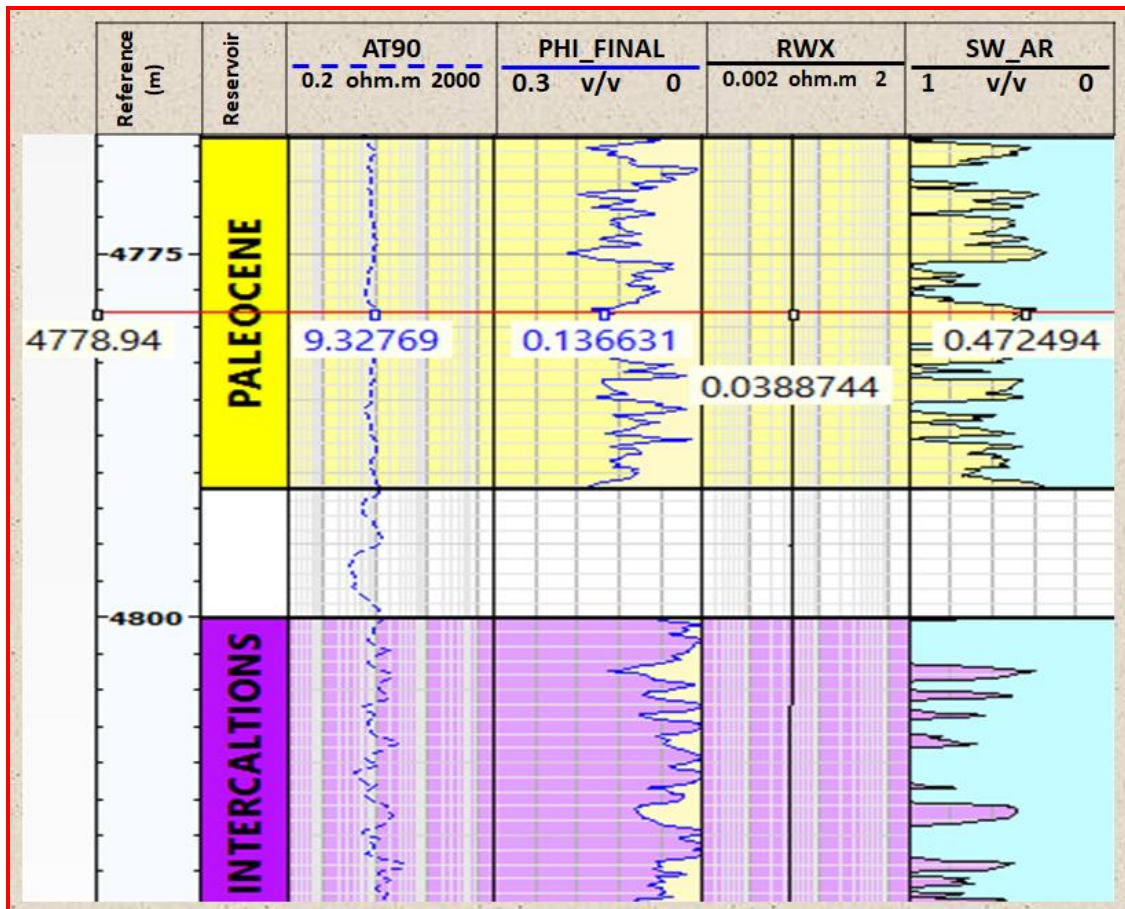 Reference
(m)
Reservoir
AT90
0.2 ohm.m 2000
PHI_FINAL
0.3 v/v 0
RWX
0.002 ohm.m 2
SW_AR
1 v/v 0
PALEOCENE
4775
4778.94
9.32769
0.136631
0.0388744
0.472494
4800
INTERCALTIONS